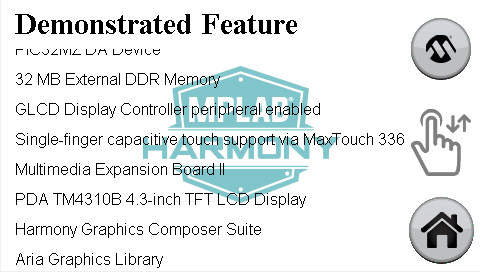 Demonstrated Feature
PIC32MZ DA Device
32 MB External DDR Memory
GLCD Display Controller peripheral enabled
MPLAB
Single-finger capacitive touch support via MaxTouch 336
HARMONY
Multimedia Expansion Board II
PDA TM4310B 4.3-inch TFT LCD Display
Harmony Graphics Composer Suite
Aria Graphics Library